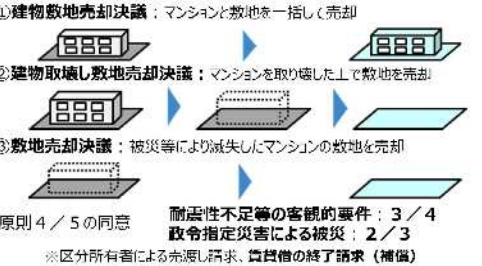 ①建物敷地売却決議：マンションと敷地を一括して売却
②建物取壊し敷地売却決議：マンションを取り壊した上で敷地を売却
③敷地売却決議：被災等により滅失したマンションの敷地を売却
原則４／５の同意
耐震性不足等の客観的要件：３／４
政令指定災害による被災：２／３
※区分所有者による売渡し請求、賃貸借の終了請求（補償）